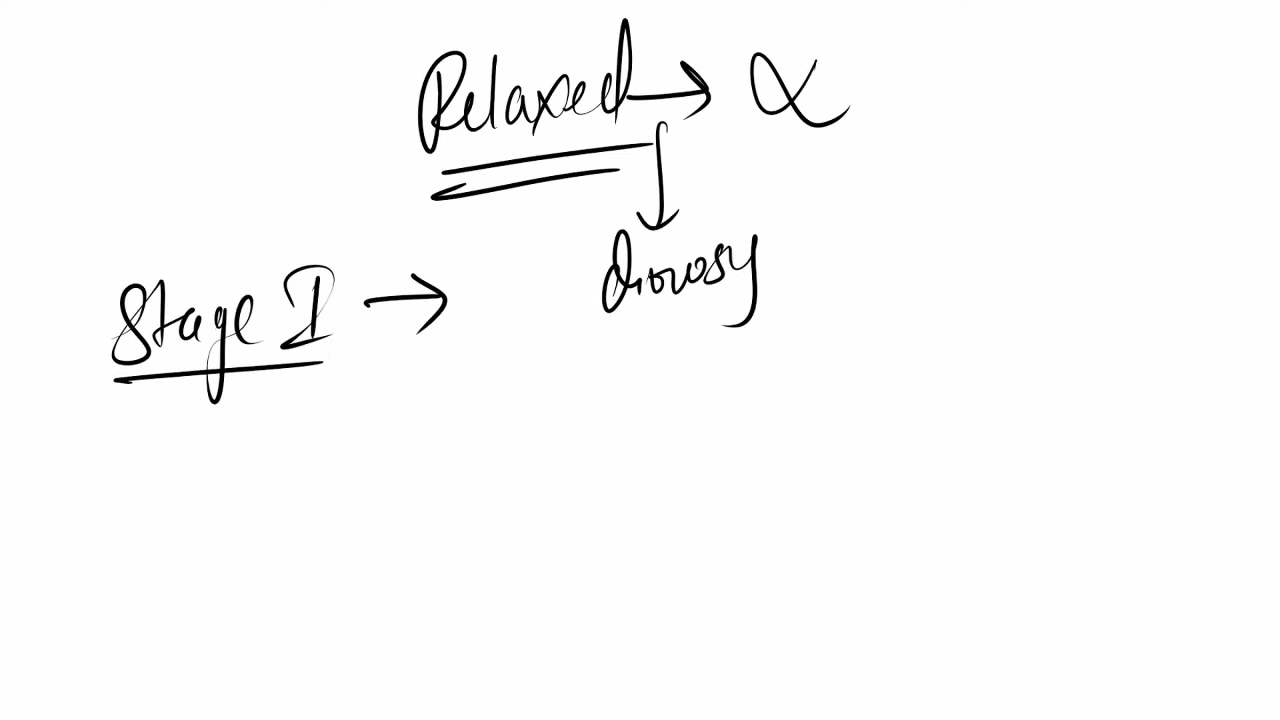 Relaxed → α
↓
drowsy
Stage I →